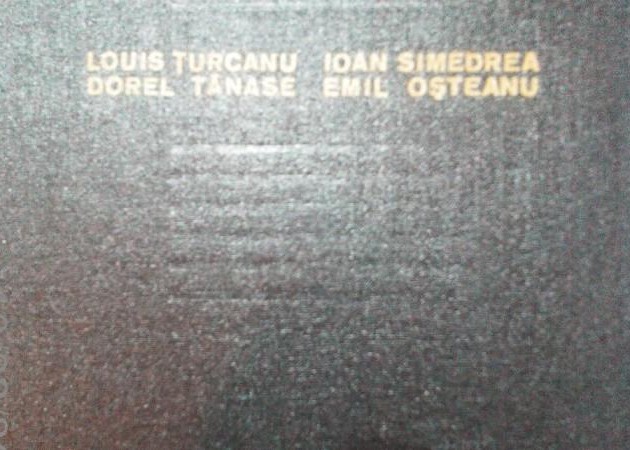 LOUIS ŢURCANU IOAN SIMEDREA
DOREL TĂNASE EMIL OŞTEANU